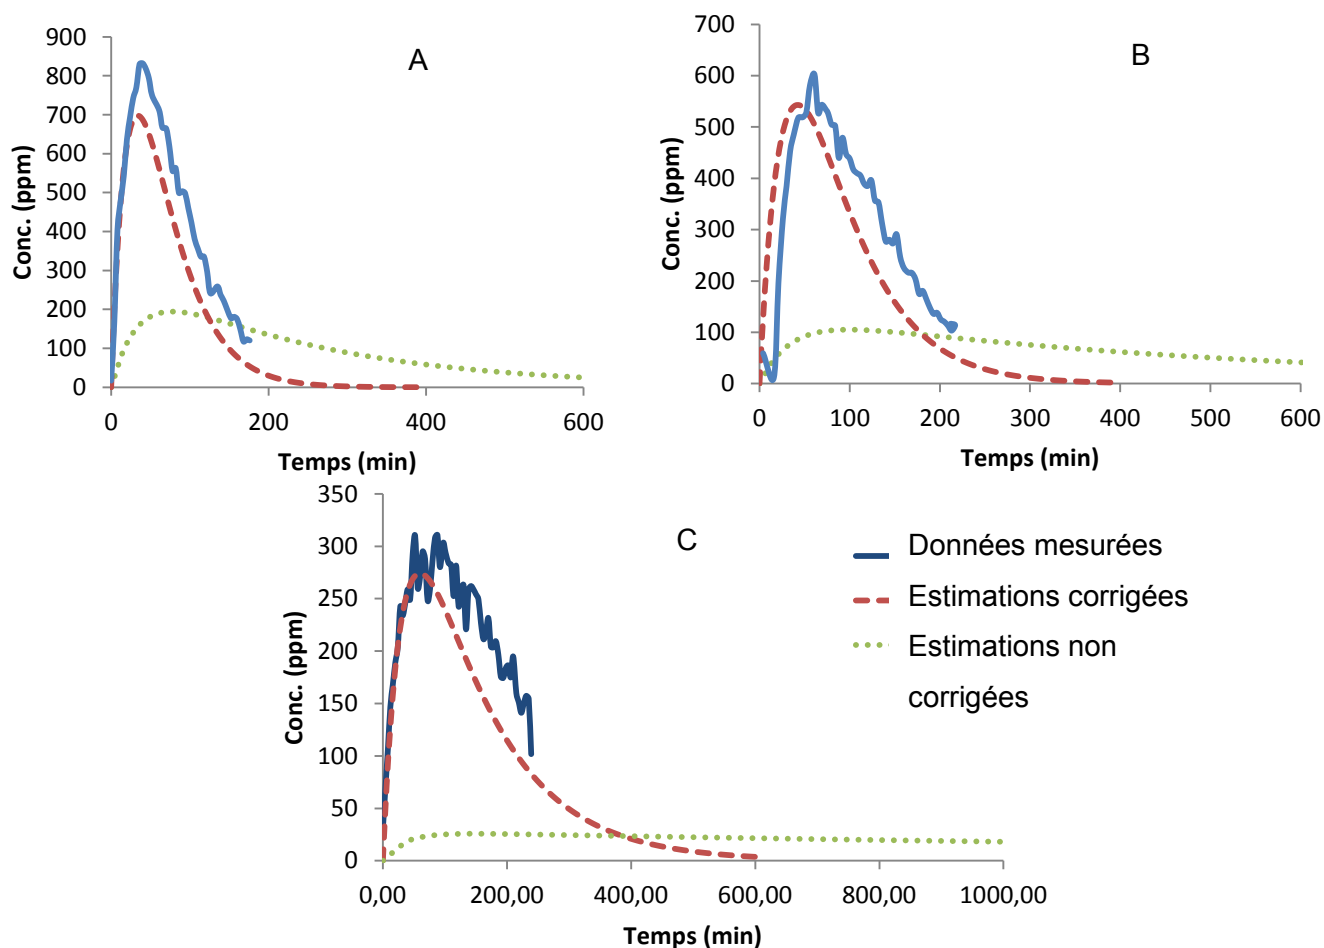 A
900
800
700
600
500
400
300
200
100
0
Conc. (ppm)
0 200 400 600
Temps (min)
B
700
600
500
400
300
200
100
0
Conc. (ppm)
0 100 200 300 400 500 600
Temps (min)
C
350
300
250
200
150
100
50
0
Conc. (ppm)
0,00 200,00 400,00 600,00 800,00 1000,00
Temps (min)
Données mesurées
Estimations corrigées
Estimations non
corrigées